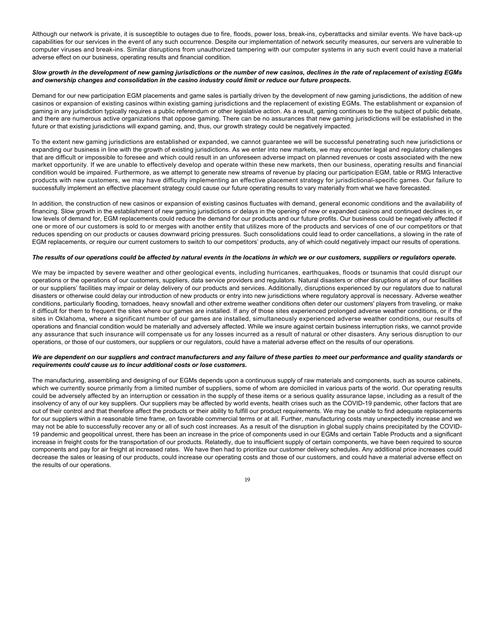 Although our network is private, it is susceptible to outages due to fire, floods, power loss, break-ins, cyberattacks and similar events. We have back-up
capabilities for our services in the event of any such occurrence. Despite our implementation of network security measures, our servers are vulnerable to
computer viruses and break-ins. Similar disruptions from unauthorized tampering with our computer systems in any such event could have a material
adverse effect on our business, operating results and financial condition.
Slow growth in the development of new gaming jurisdictions or the number of new casinos, declines in the rate of replacement of existing EGMs
and ownership changes and consolidation in the casino industry could limit or reduce our future prospects.
Demand for our new participation EGM placements and game sales is partially driven by the development of new gaming jurisdictions, the addition of new
casinos or expansion of existing casinos within existing gaming jurisdictions and the replacement of existing EGMs. The establishment or expansion of
gaming in any jurisdiction typically requires a public referendum or other legislative action. As a result, gaming continues to be the subject of public debate,
and there are numerous active organizations that oppose gaming. There can be no assurances that new gaming jurisdictions will be established in the
future or that existing jurisdictions will expand gaming, and, thus, our growth strategy could be negatively impacted.
To the extent new gaming jurisdictions are established or expanded, we cannot guarantee we will be successful penetrating such new jurisdictions or
expanding our business in line with the growth of existing jurisdictions. As we enter into new markets, we may encounter legal and regulatory challenges
that are difficult or impossible to foresee and which could result in an unforeseen adverse impact on planned revenues or costs associated with the new
market opportunity. If we are unable to effectively develop and operate within these new markets, then our business, operating results and financial
condition would be impaired. Furthermore, as we attempt to generate new streams of revenue by placing our participation EGM, table or RMG Interactive
products with new customers, we may have difficulty implementing an effective placement strategy for jurisdictional-specific games. Our failure to
successfully implement an effective placement strategy could cause our future operating results to vary materially from what we have forecasted.
In addition, the construction of new casinos or expansion of existing casinos fluctuates with demand, general economic conditions and the availability of
financing. Slow growth in the establishment of new gaming jurisdictions or delays in the opening of new or expanded casinos and continued declines in, or
low levels of demand for, EGM replacements could reduce the demand for our products and our future profits. Our business could be negatively affected if
one or more of our customers is sold to or merges with another entity that utilizes more of the products and services of one of our competitors or that
reduces spending on our products or causes downward pricing pressures. Such consolidations could lead to order cancellations, a slowing in the rate of
EGM replacements, or require our current customers to switch to our competitors' products, any of which could negatively impact our results of operations.
The results of our operations could be affected by natural events in the locations in which we or our customers, suppliers or regulators operate.
We may be impacted by severe weather and other geological events, including hurricanes, earthquakes, floods or tsunamis that could disrupt our
operations or the operations of our customers, suppliers, data service providers and regulators. Natural disasters or other disruptions at any of our facilities
or our suppliers' facilities may impair or delay delivery of our products and services. Additionally, disruptions experienced by our regulators due to natural
disasters or otherwise could delay our introduction of new products or entry into new jurisdictions where regulatory approval is necessary. Adverse weather
conditions, particularly flooding, tornadoes, heavy snowfall and other extreme weather conditions often deter our customers' players from traveling, or make
it difficult for them to frequent the sites where our games are installed. If any of those sites experienced prolonged adverse weather conditions, or if the
sites in Oklahoma, where a significant number of our games are installed, simultaneously experienced adverse weather conditions, our results of
operations and financial condition would be materially and adversely affected. While we insure against certain business interruption risks, we cannot provide
any assurance that such insurance will compensate us for any losses incurred as a result of natural or other disasters. Any serious disruption to our
operations, or those of our customers, our suppliers or our regulators, could have a material adverse effect on the results of our operations.
We are dependent on our suppliers and contract manufacturers and any failure of these parties to meet our performance and quality standards or
requirements could cause us to incur additional costs or lose customers.
The manufacturing, assembling and designing of our EGMs depends upon a continuous supply of raw materials and components, such as source cabinets,
which we currently source primarily from a limited number of suppliers, some of whom are domiciled in various parts of the world. Our operating results
could be adversely affected by an interruption or cessation in the supply of these items or a serious quality assurance lapse, including as a result of the
insolvency of any of our key suppliers. Our suppliers may be affected by world events, health crises such as the COVID-19 pandemic, other factors that are
out of their control and that therefore affect the products or their ability to fulfill our product requirements. We may be unable to find adequate replacements
for our suppliers within a reasonable time frame, on favorable commercial terms or at all. Further, manufacturing costs may unexpectedly increase and we
may not be able to successfully recover any or all of such cost increases. As a result of the disruption in global supply chains precipitated by the COVID-
19 pandemic and geopolitical unrest, there has been an increase in the price of components used in our EGMs and certain Table Products and a significant
increase in freight costs for the transportation of our products. Relatedly, due to insufficient supply of certain components, we have been required to source
components and pay for air freight at increased rates. We have then had to prioritize our customer delivery schedules. Any additional price increases could
decrease the sales or leasing of our products, could increase our operating costs and those of our customers, and could have a material adverse effect on
the results of our operations.
19